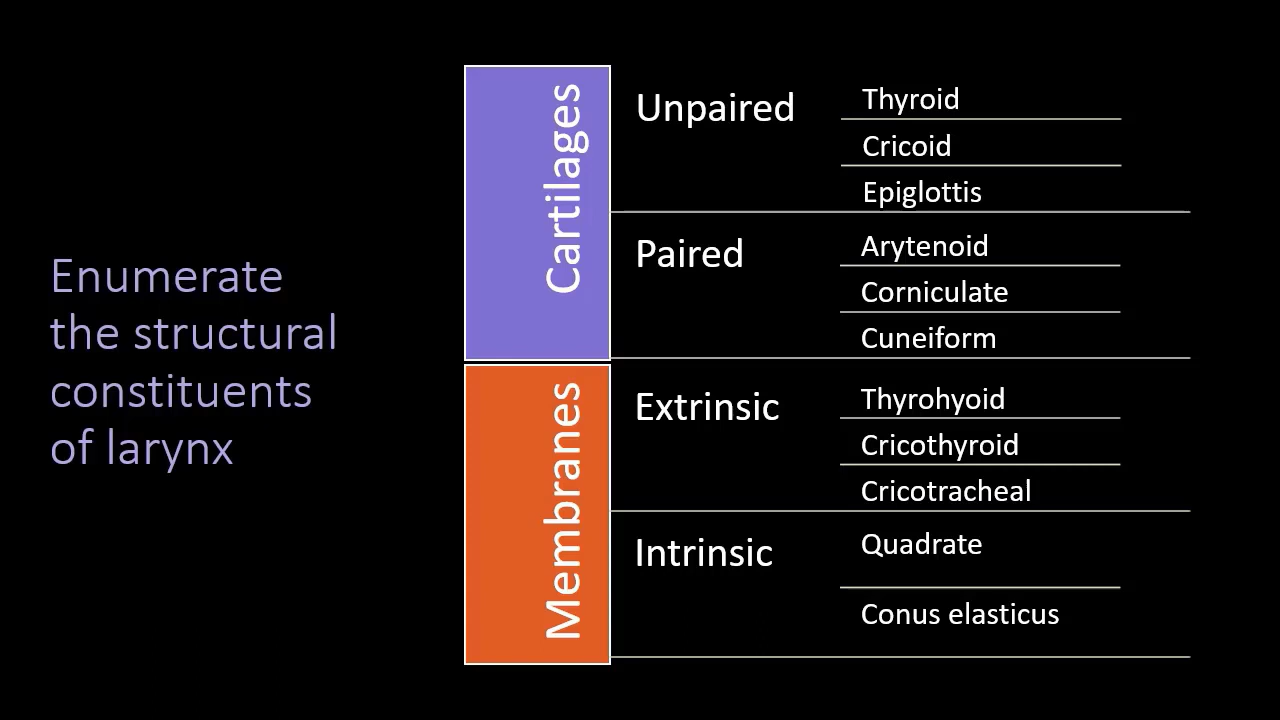 Enumerate
the structural
constituents
of larynx
Cartilages
Unpaired
Thyroid
Cricoid
Epiglottis
Paired
Arytenoid
Corniculate
Cuneiform
Membranes
Extrinsic
Thyrohyoid
Cricothyroid
Cricotracheal
Intrinsic
Quadrate
Conus elasticus